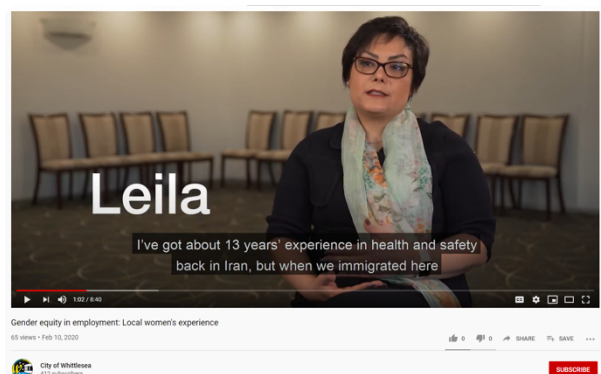 Leila
I've got about 13 years' experience in health and safety
back in Iran, but when we immigrated here
1:02 / 8:40
Gender equity in employment: Local women's experience
65 views • Feb 10, 2020
0 0 SHARE SAVE
City of Whittlesea
412 subscribers
SUBSCRIBE